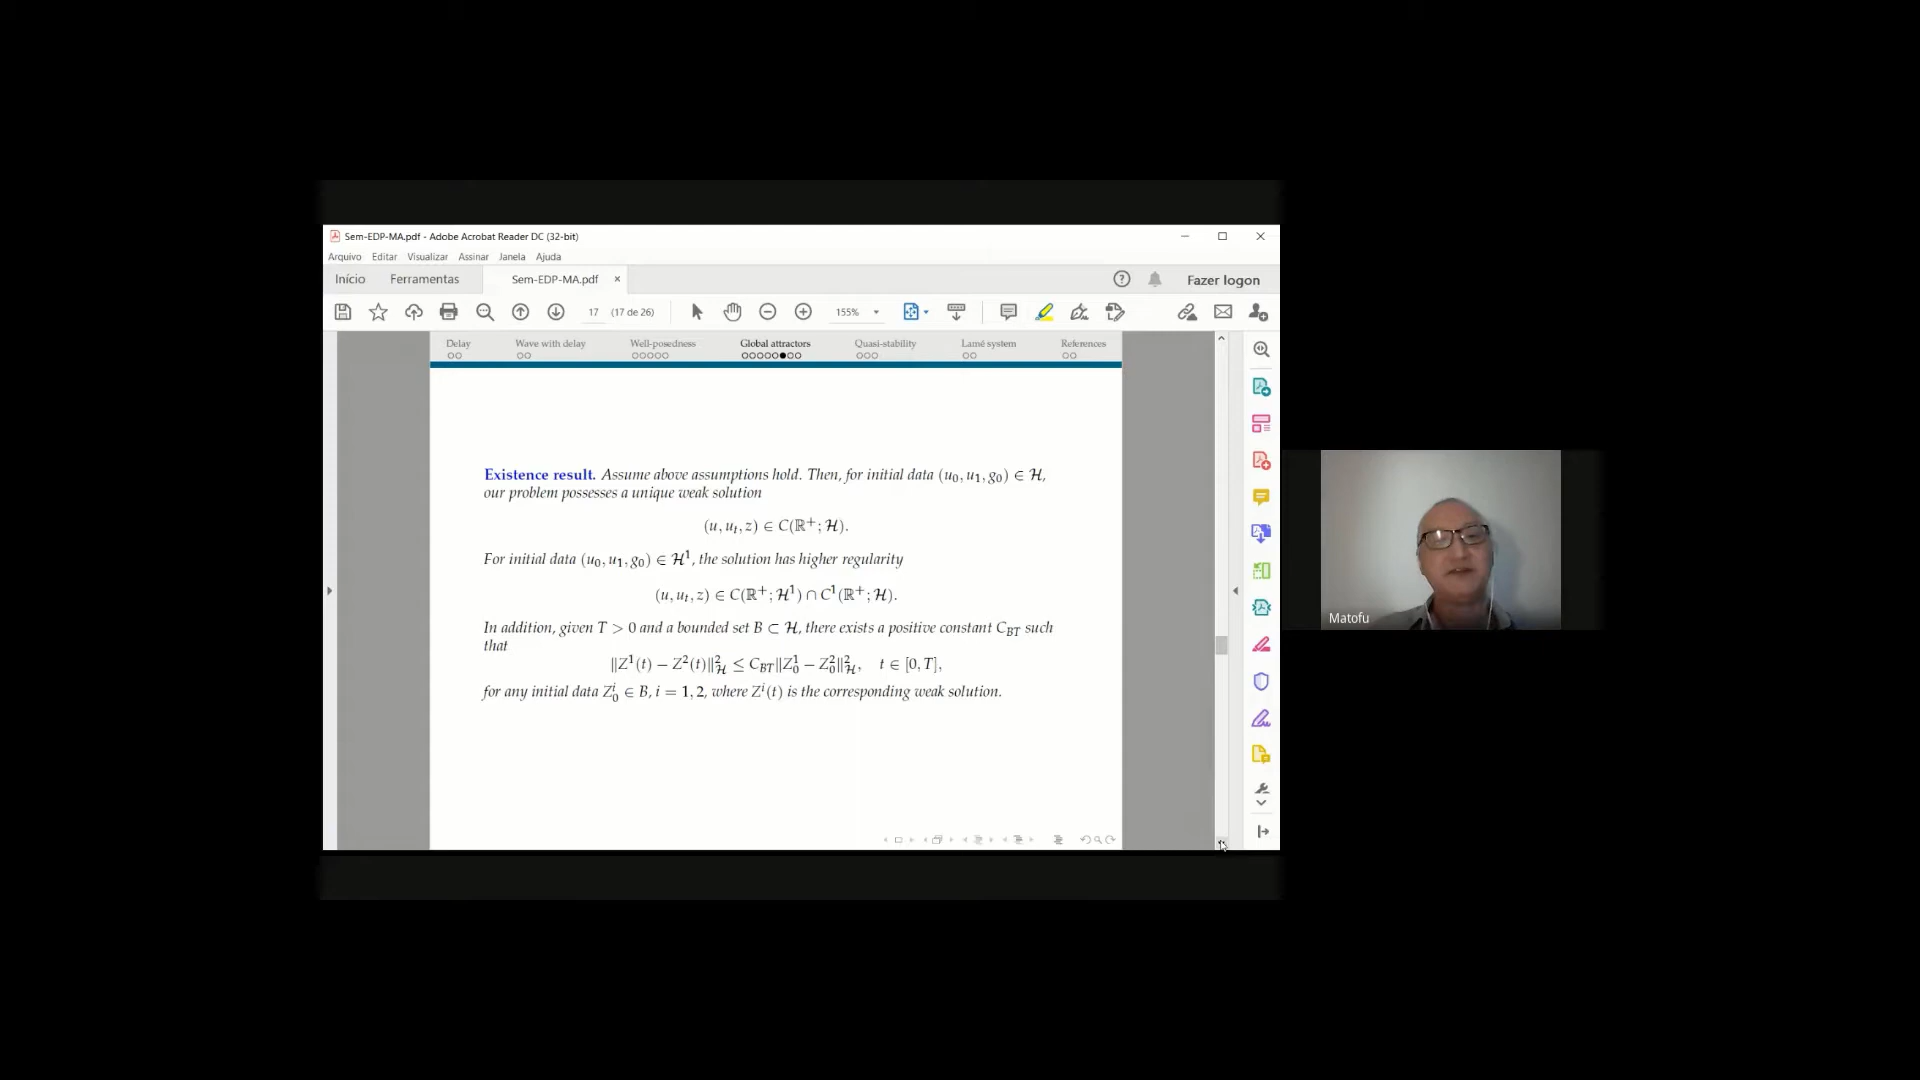 Sem-EDP-MA.pdf - Adobe Acrobat Reader DC (32-bit)
Arquivo Editar Visualizar Assinar Janela Ajuda
Início Ferramentas Sem-EDP-MA.pdf × Fazer logon
17 (17 de 26) 155%
Delay Wave with delay Well-posedness Global attractors Quasi-stability Lamé system References
Existence result. Assume above assumptions hold. Then, for initial data (u₀, u₁, g₀) ∈ ℋ,
our problem possesses a unique weak solution
(u, uₜ, z) ∈ C(ℝ⁺; ℋ).
For initial data (u₀, u₁, g₀) ∈ ℋ¹, the solution has higher regularity
(u, uₜ, z) ∈ C(ℝ⁺; ℋ¹) ∩ C¹(ℝ⁺; ℋ).
In addition, given T > 0 and a bounded set B ⊂ ℋ, there exists a positive constant C_{BT} such
that
‖Z¹(t) − Z²(t)‖²_ℋ ≤ C_{BT}‖Z¹₀ − Z²₀‖²_ℋ, t ∈ [0, T],
for any initial data Zⁱ₀ ∈ B, i = 1, 2, where Zⁱ(t) is the corresponding weak solution.
Matofu